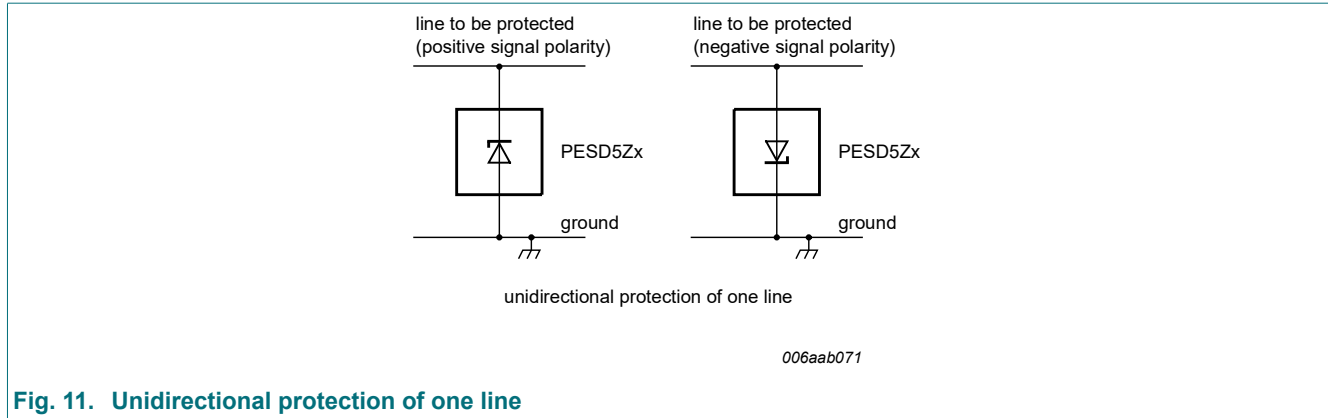 line to be protected
(positive signal polarity)
line to be protected
(negative signal polarity)
PESD5Zx
PESD5Zx
ground
ground
unidirectional protection of one line
006aab071
Fig. 11. Unidirectional protection of one line